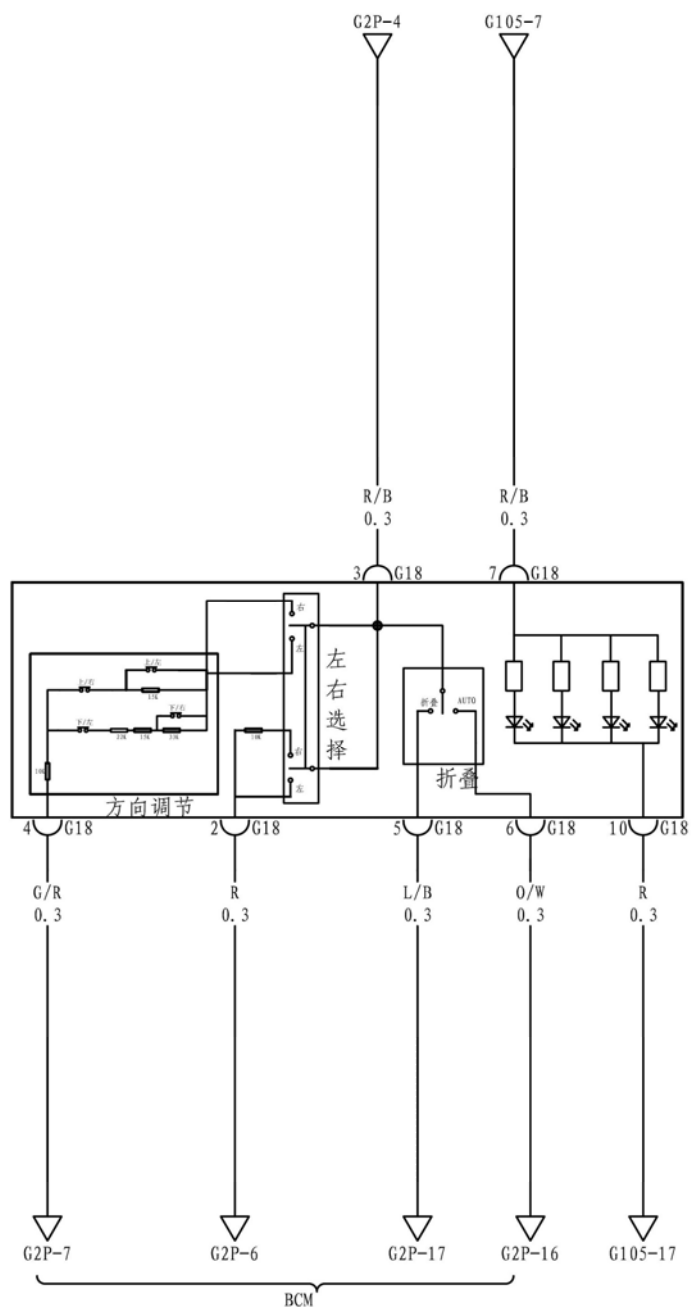 G2P-4 G105-7
R/B R/B
0.3 0.3
3 G18 7 G18
右
左
上/左
上/右
15K
下/右
下/左
左右选择
折叠 AUTO
10K
右
左
折叠
方向调节
4 G18 2 G18 5 G18 6 G18 10 G18
G/R R L/B O/W R
0.3 0.3 0.3 0.3 0.3
G2P-7 G2P-6 G2P-17 G2P-16 G105-17
BCM